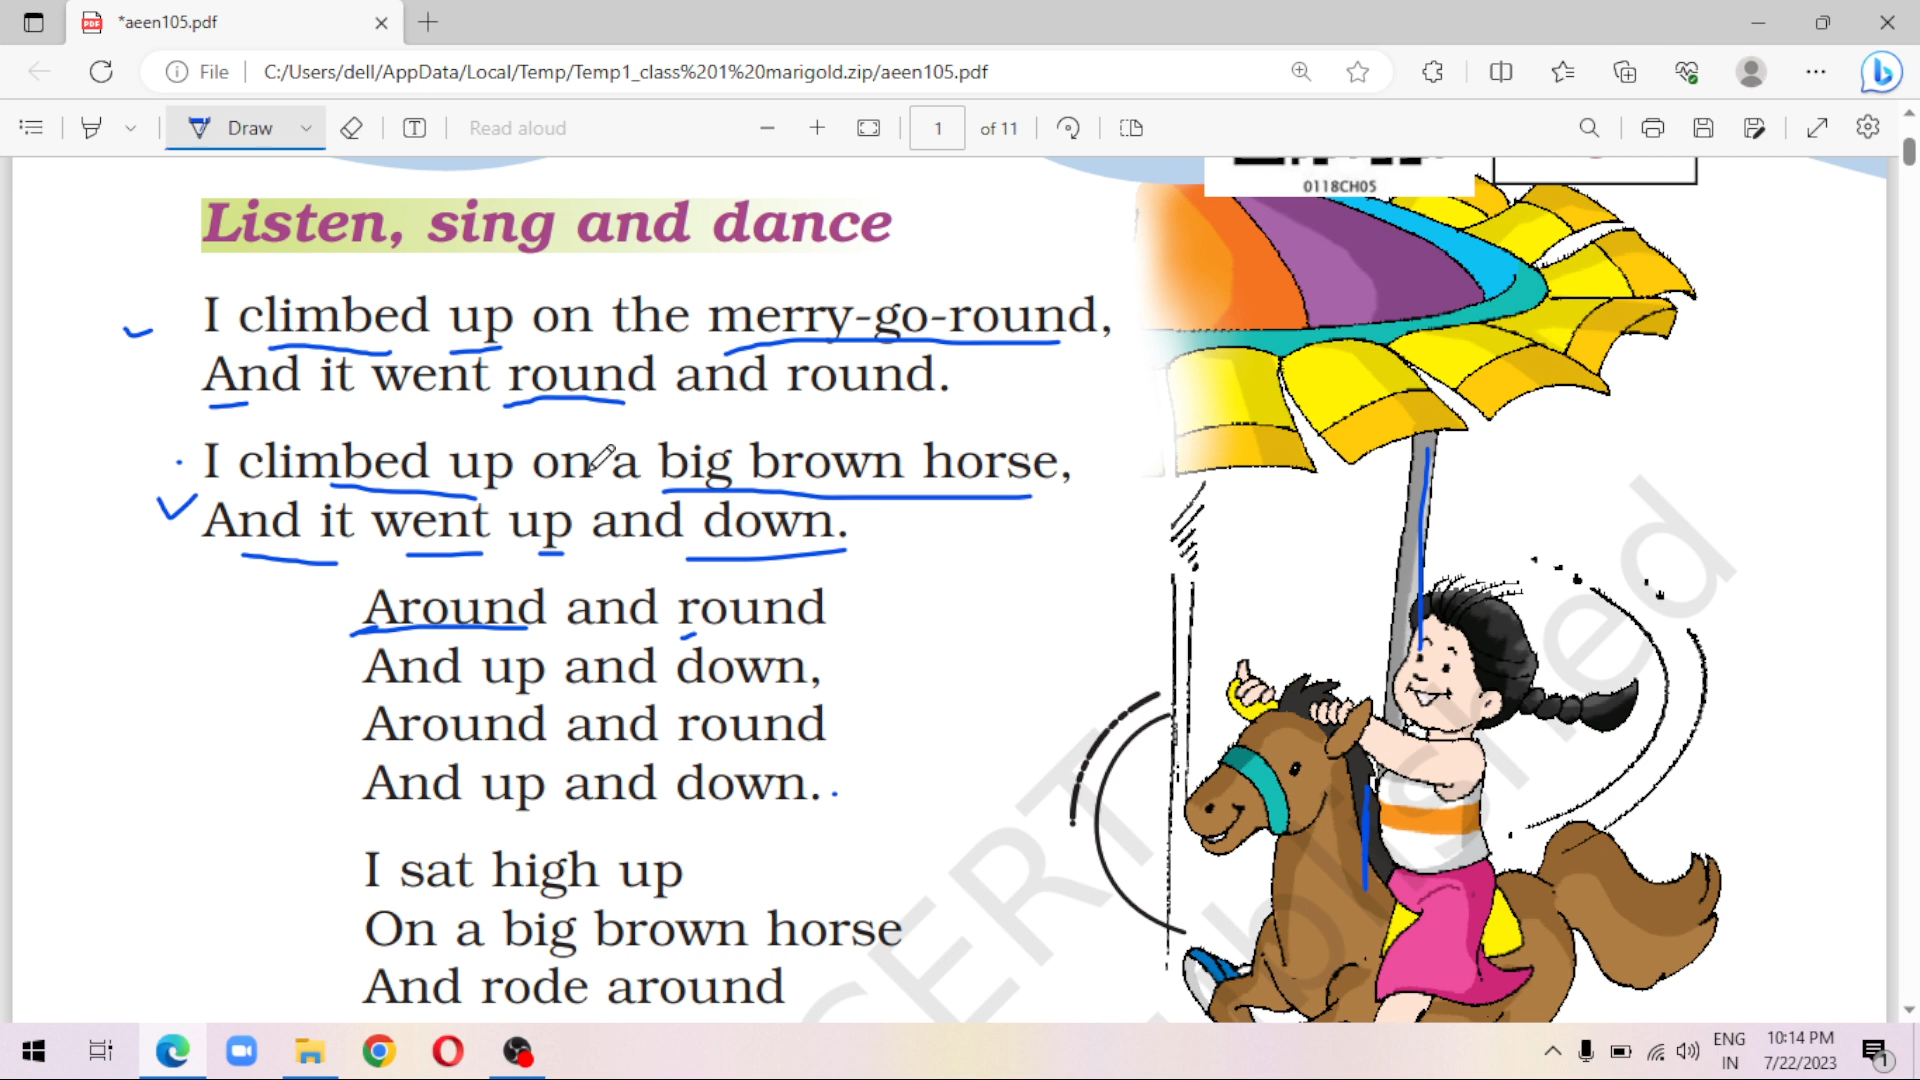 *aeen105.pdf
File
C:/Users/dell/AppData/Local/Temp/Temp1_class%201%20marigold.zip/aeen105.pdf
Draw
Read aloud
1
of 11
0118CH05
Listen, sing and dance
I climbed up on the merry-go-round,
And it went round and round.
I climbed up on a big brown horse,
And it went up and down.
Around and round
And up and down,
Around and round
And up and down.
I sat high up
On a big brown horse
And rode around
ENG
IN
10:14 PM
7/22/2023
1